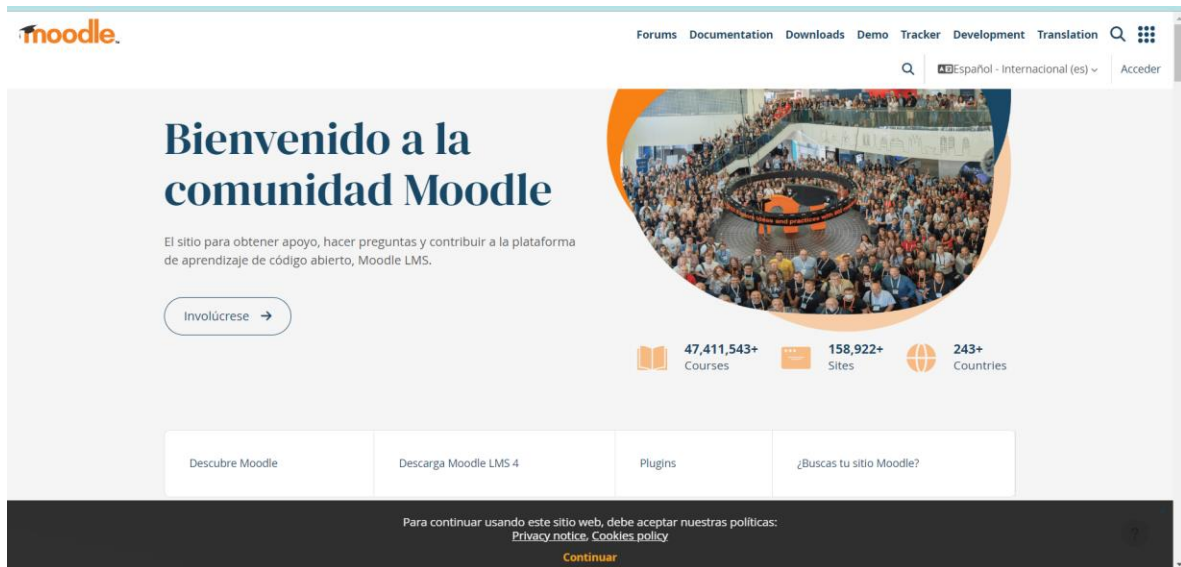 moodle
Forums Documentation Downloads Demo Tracker Development Translation
Español - Internacional (es)
Acceder
Bienvenido a la
comunidad Moodle
El sitio para obtener apoyo, hacer preguntas y contribuir a la plataforma
de aprendizaje de código abierto, Moodle LMS.
Involúcrese
47,411,543+
Courses
158,922+
Sites
243+
Countries
Descubre Moodle
Descarga Moodle LMS 4
Plugins
¿Buscas tu sitio Moodle?
Para continuar usando este sitio web, debe aceptar nuestras políticas:
Privacy notice, Cookies policy
Continuar
?